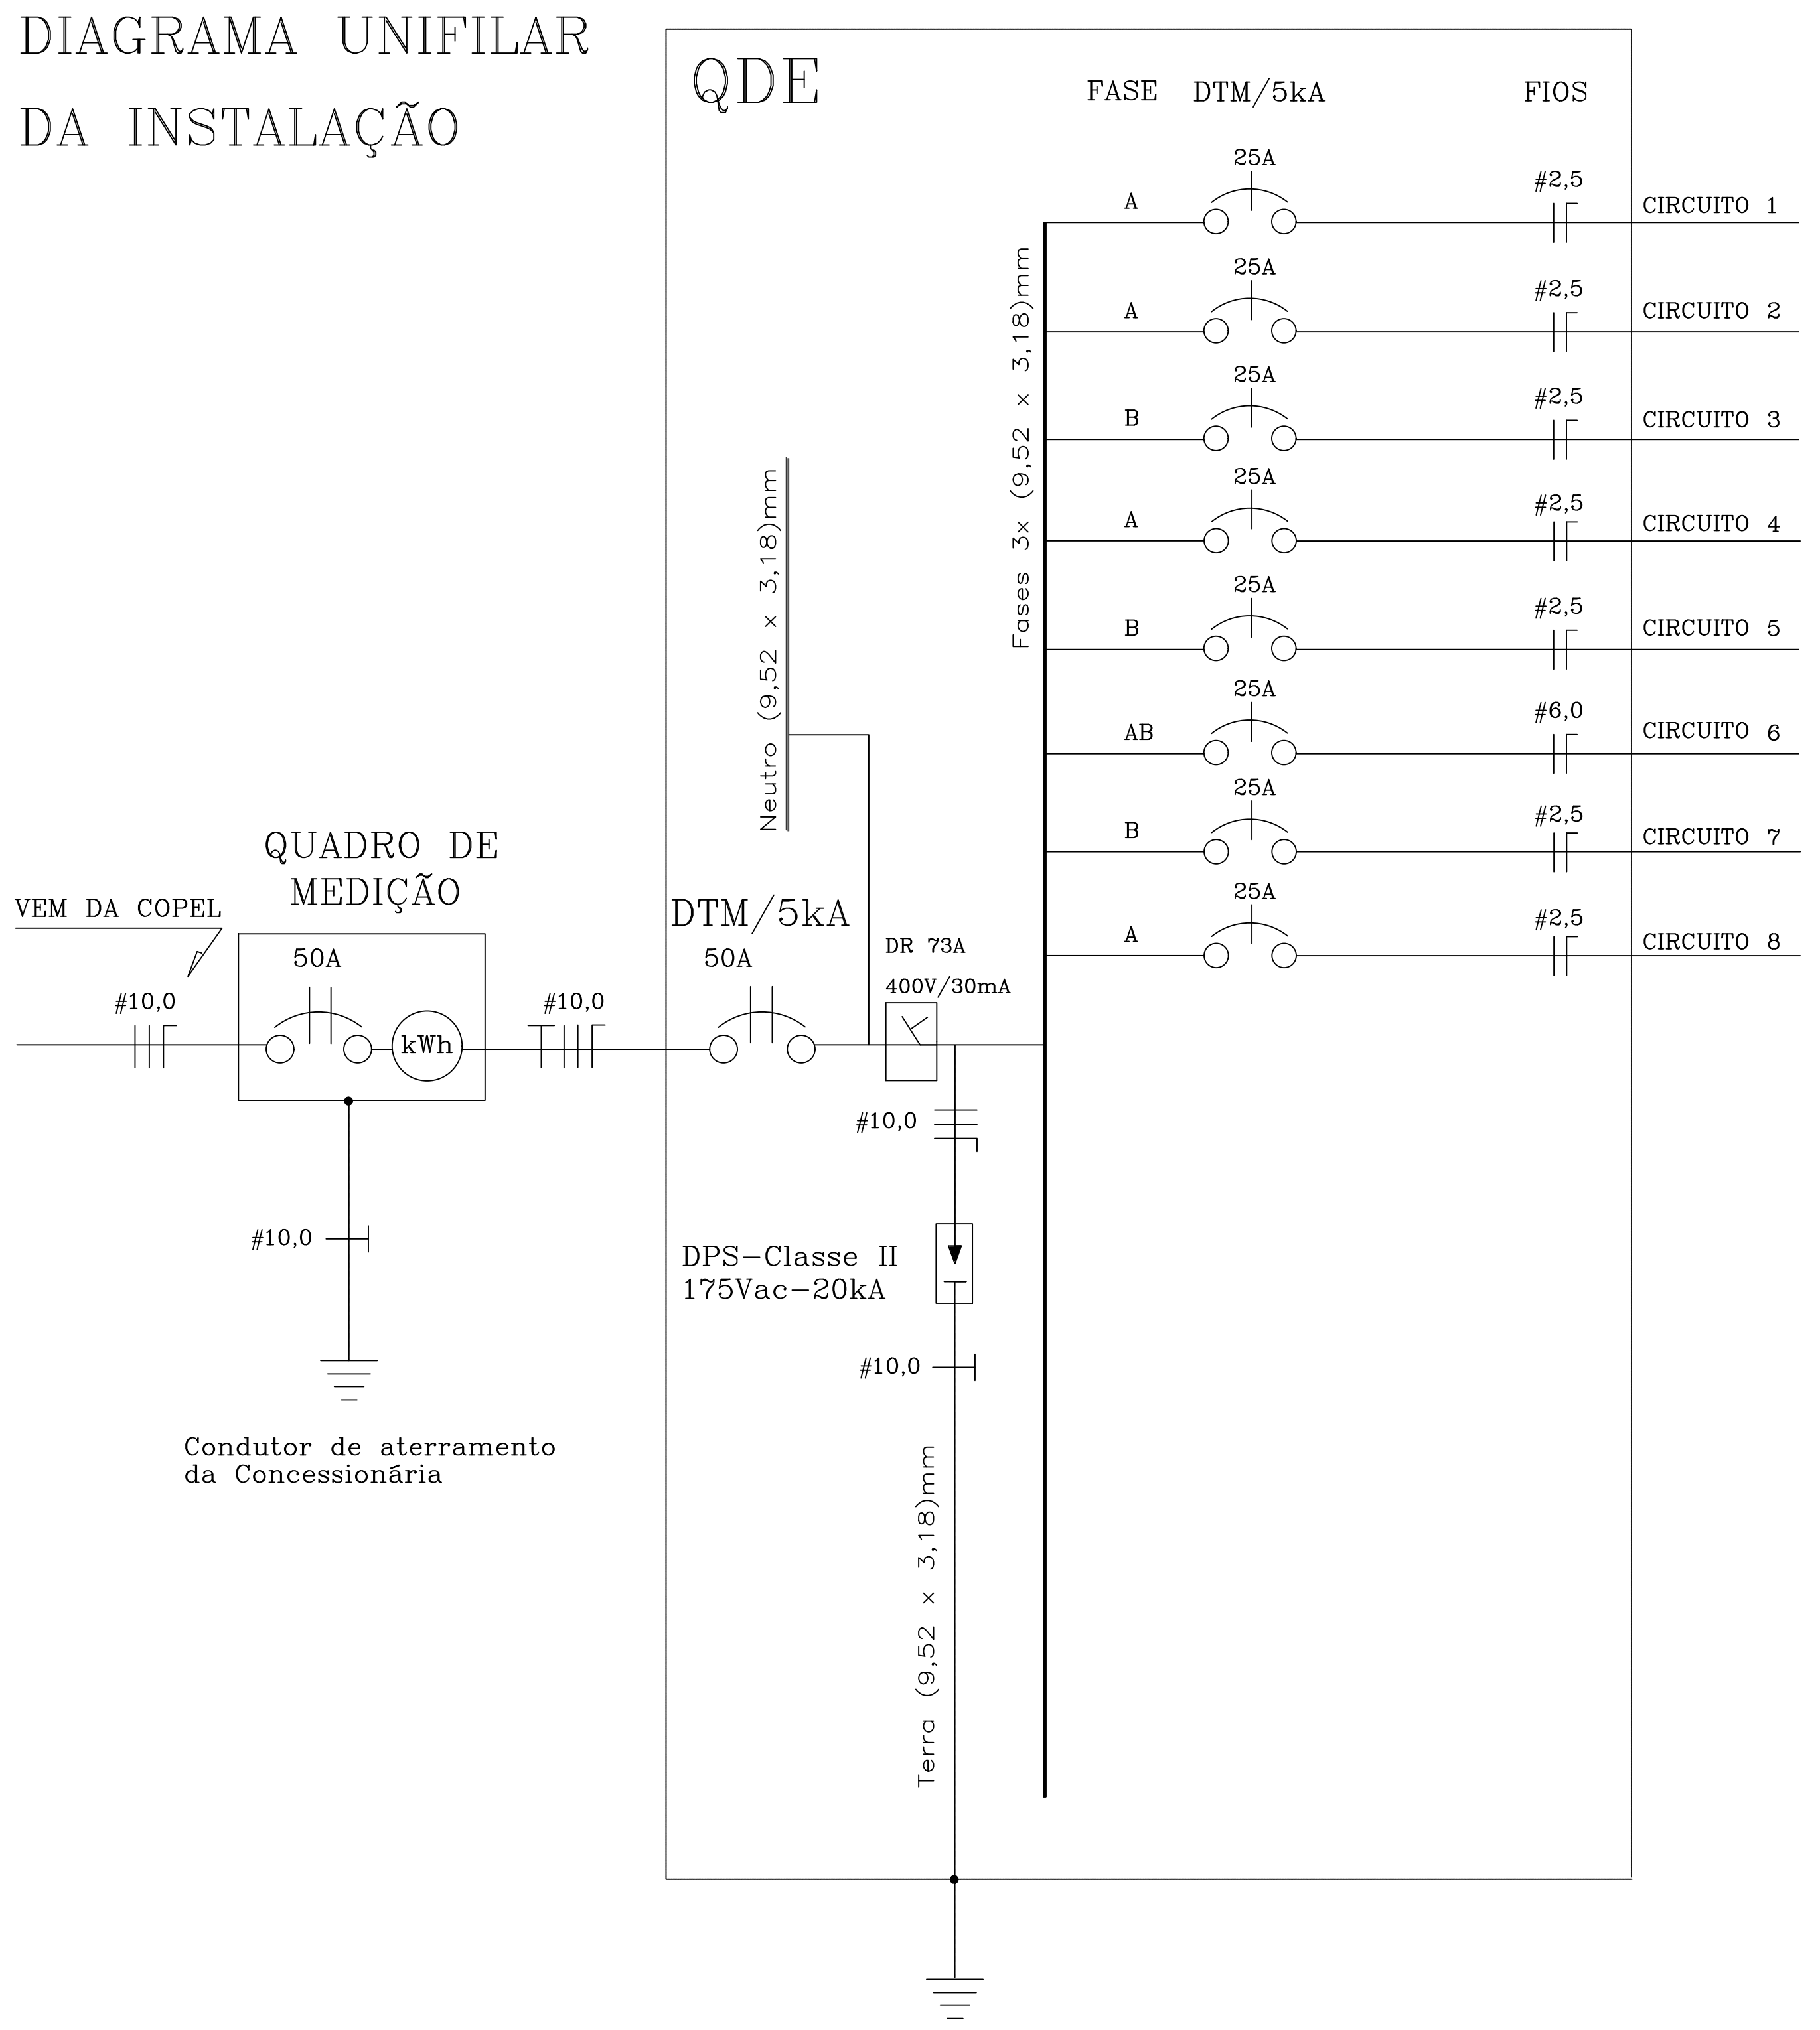 DIAGRAMA UNIFILAR
DA INSTALAÇÃO
QDE
FASE DTM/5kA FIOS
25A
A #2,5 CIRCUITO 1
25A
A #2,5 CIRCUITO 2
25A
B #2,5 CIRCUITO 3
25A
A #2,5 CIRCUITO 4
25A
B #2,5 CIRCUITO 5
25A
AB #6,0 CIRCUITO 6
25A
B #2,5 CIRCUITO 7
25A
A #2,5 CIRCUITO 8
Fases 3x (9,52 x 3,18)mm
Neutro (9,52 x 3,18)mm
QUADRO DE
MEDIÇÃO
VEM DA COPEL
50A
#10,0
kWh
#10,0
DTM/5kA
50A
DR 73A
400V/30mA
#10,0
#10,0
DPS-Classe II
175Vac-20kA
#10,0
Condutor de aterramento
da Concessionária
Terra (9,52 x 3,18)mm